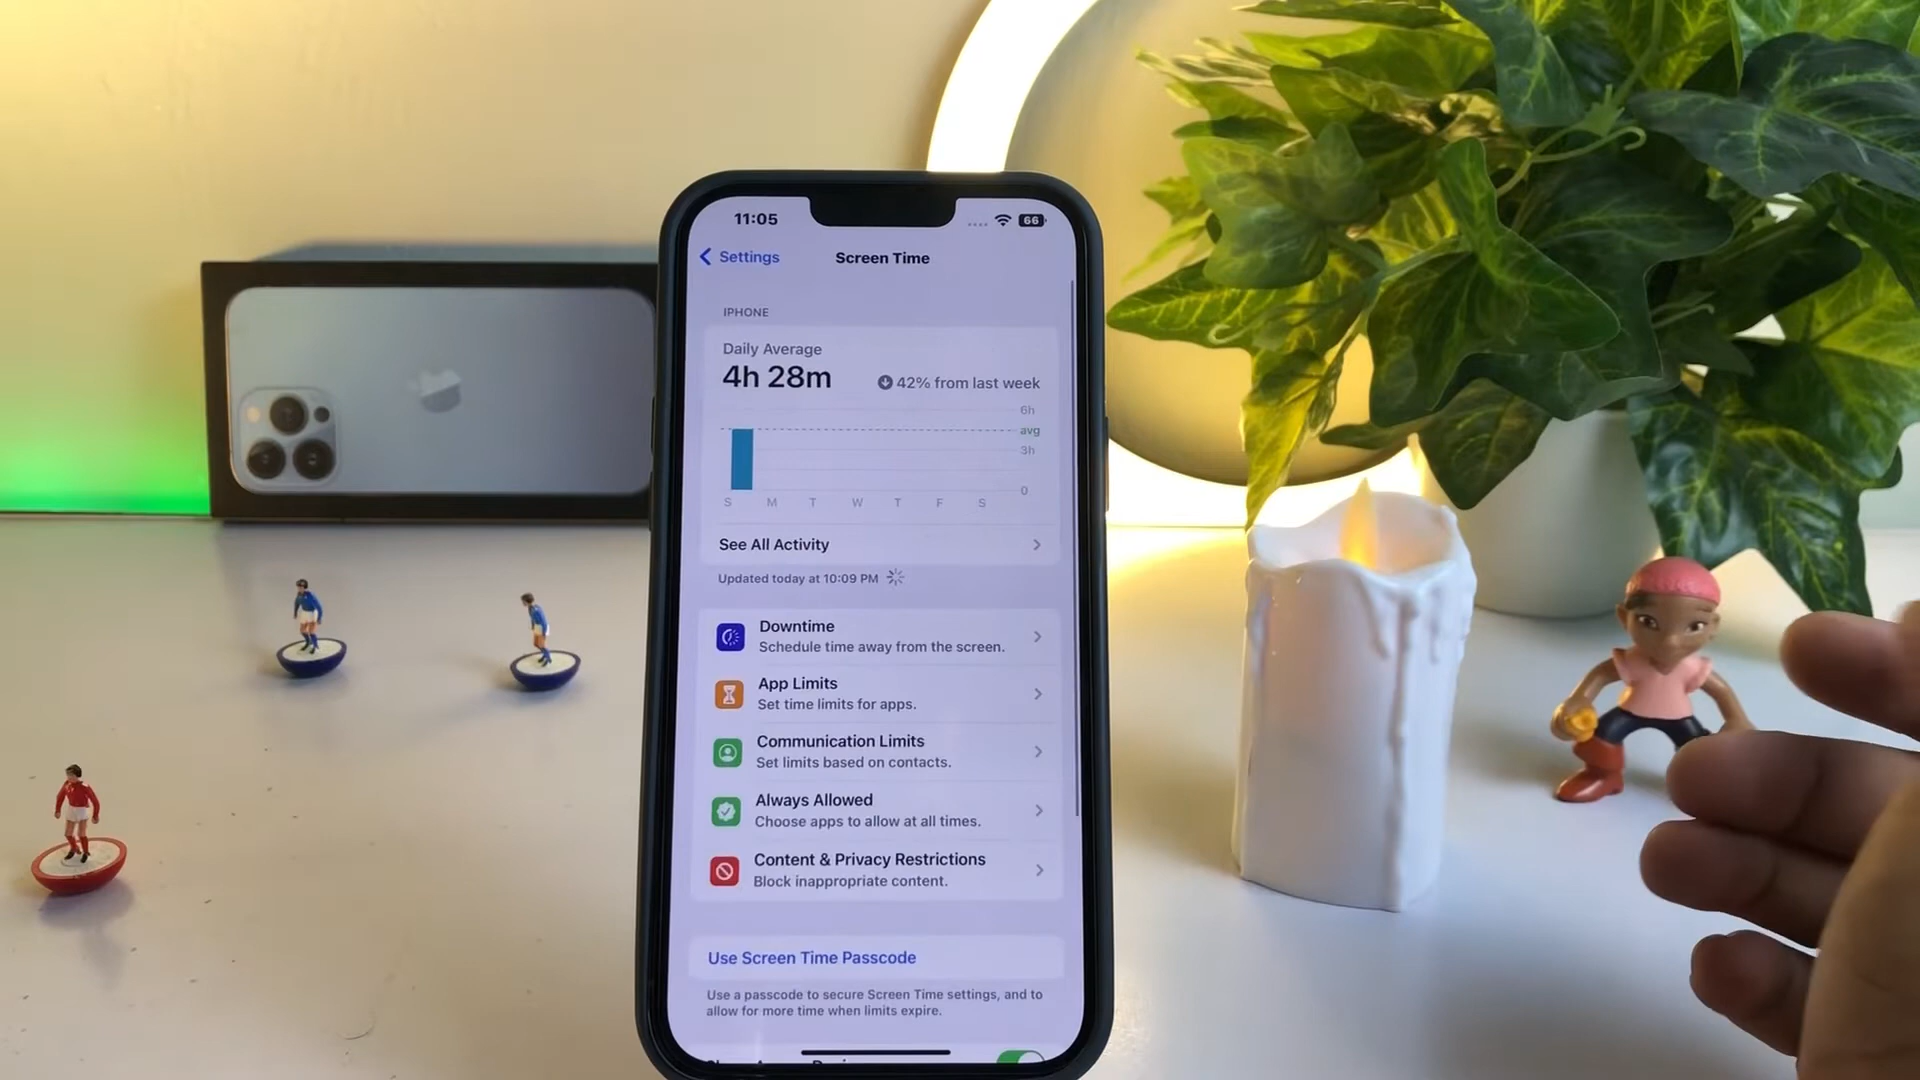 11:05
66
Settings
Screen Time
IPHONE
Daily Average
4h 28m
42% from last week
6h
avg
3h
0
S M T W T F S
See All Activity
Updated today at 10:09 PM
Downtime
Schedule time away from the screen.
App Limits
Set time limits for apps.
Communication Limits
Set limits based on contacts.
Always Allowed
Choose apps to allow at all times.
Content & Privacy Restrictions
Block inappropriate content.
Use Screen Time Passcode
Use a passcode to secure Screen Time settings, and to
allow for more time when limits expire.